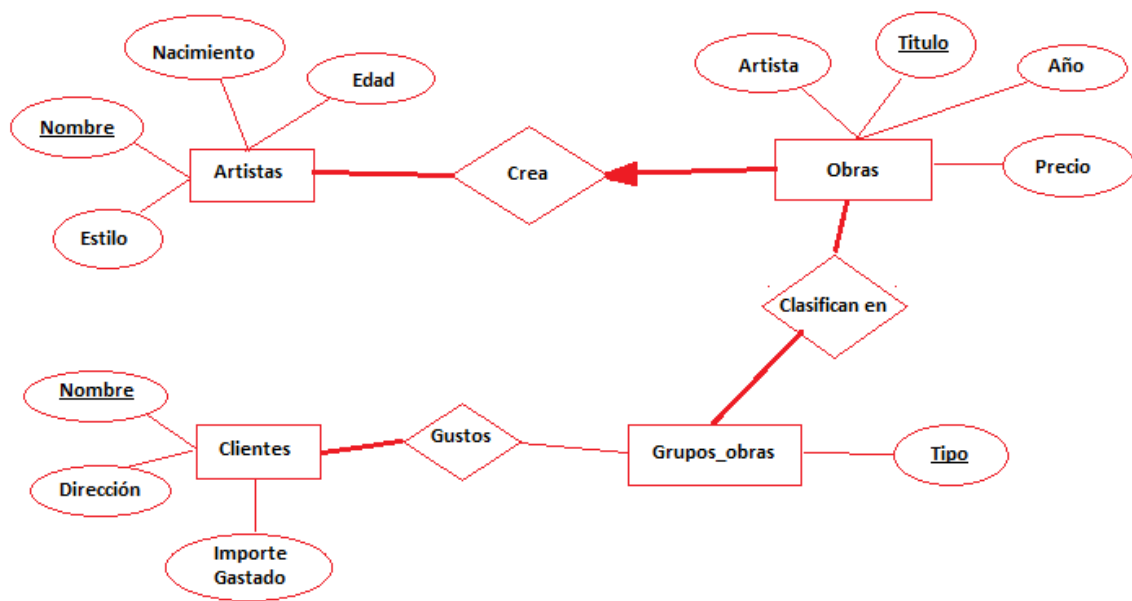 Nacimiento
Edad
Nombre
Artistas
Estilo
Crea
Artista
Titulo
Año
Obras
Precio
Clasifican en
Nombre
Clientes
Dirección
Importe
Gastado
Gustos
Grupos_obras
Tipo